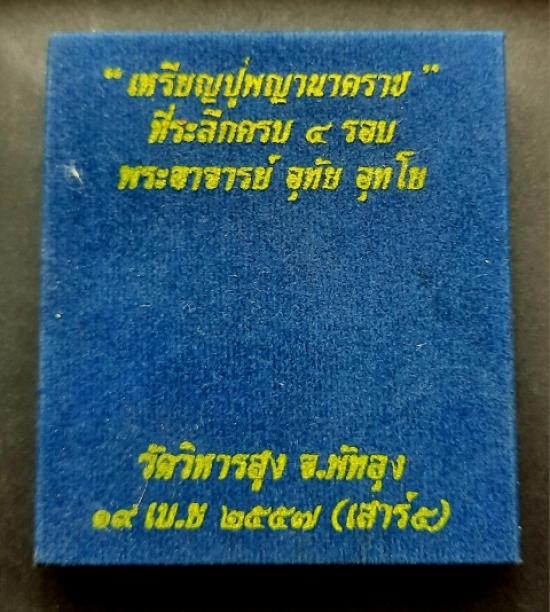 “ เหรียญปู่พญานาคราช ”
ที่ระลึกครบ ๔ รอบ
พระอาจารย์ อุทัย อุทโย
วัดวิหารสูง จ.พัทลุง
๑๙ เม.ย ๒๕๕๗ (เสาร์๕)